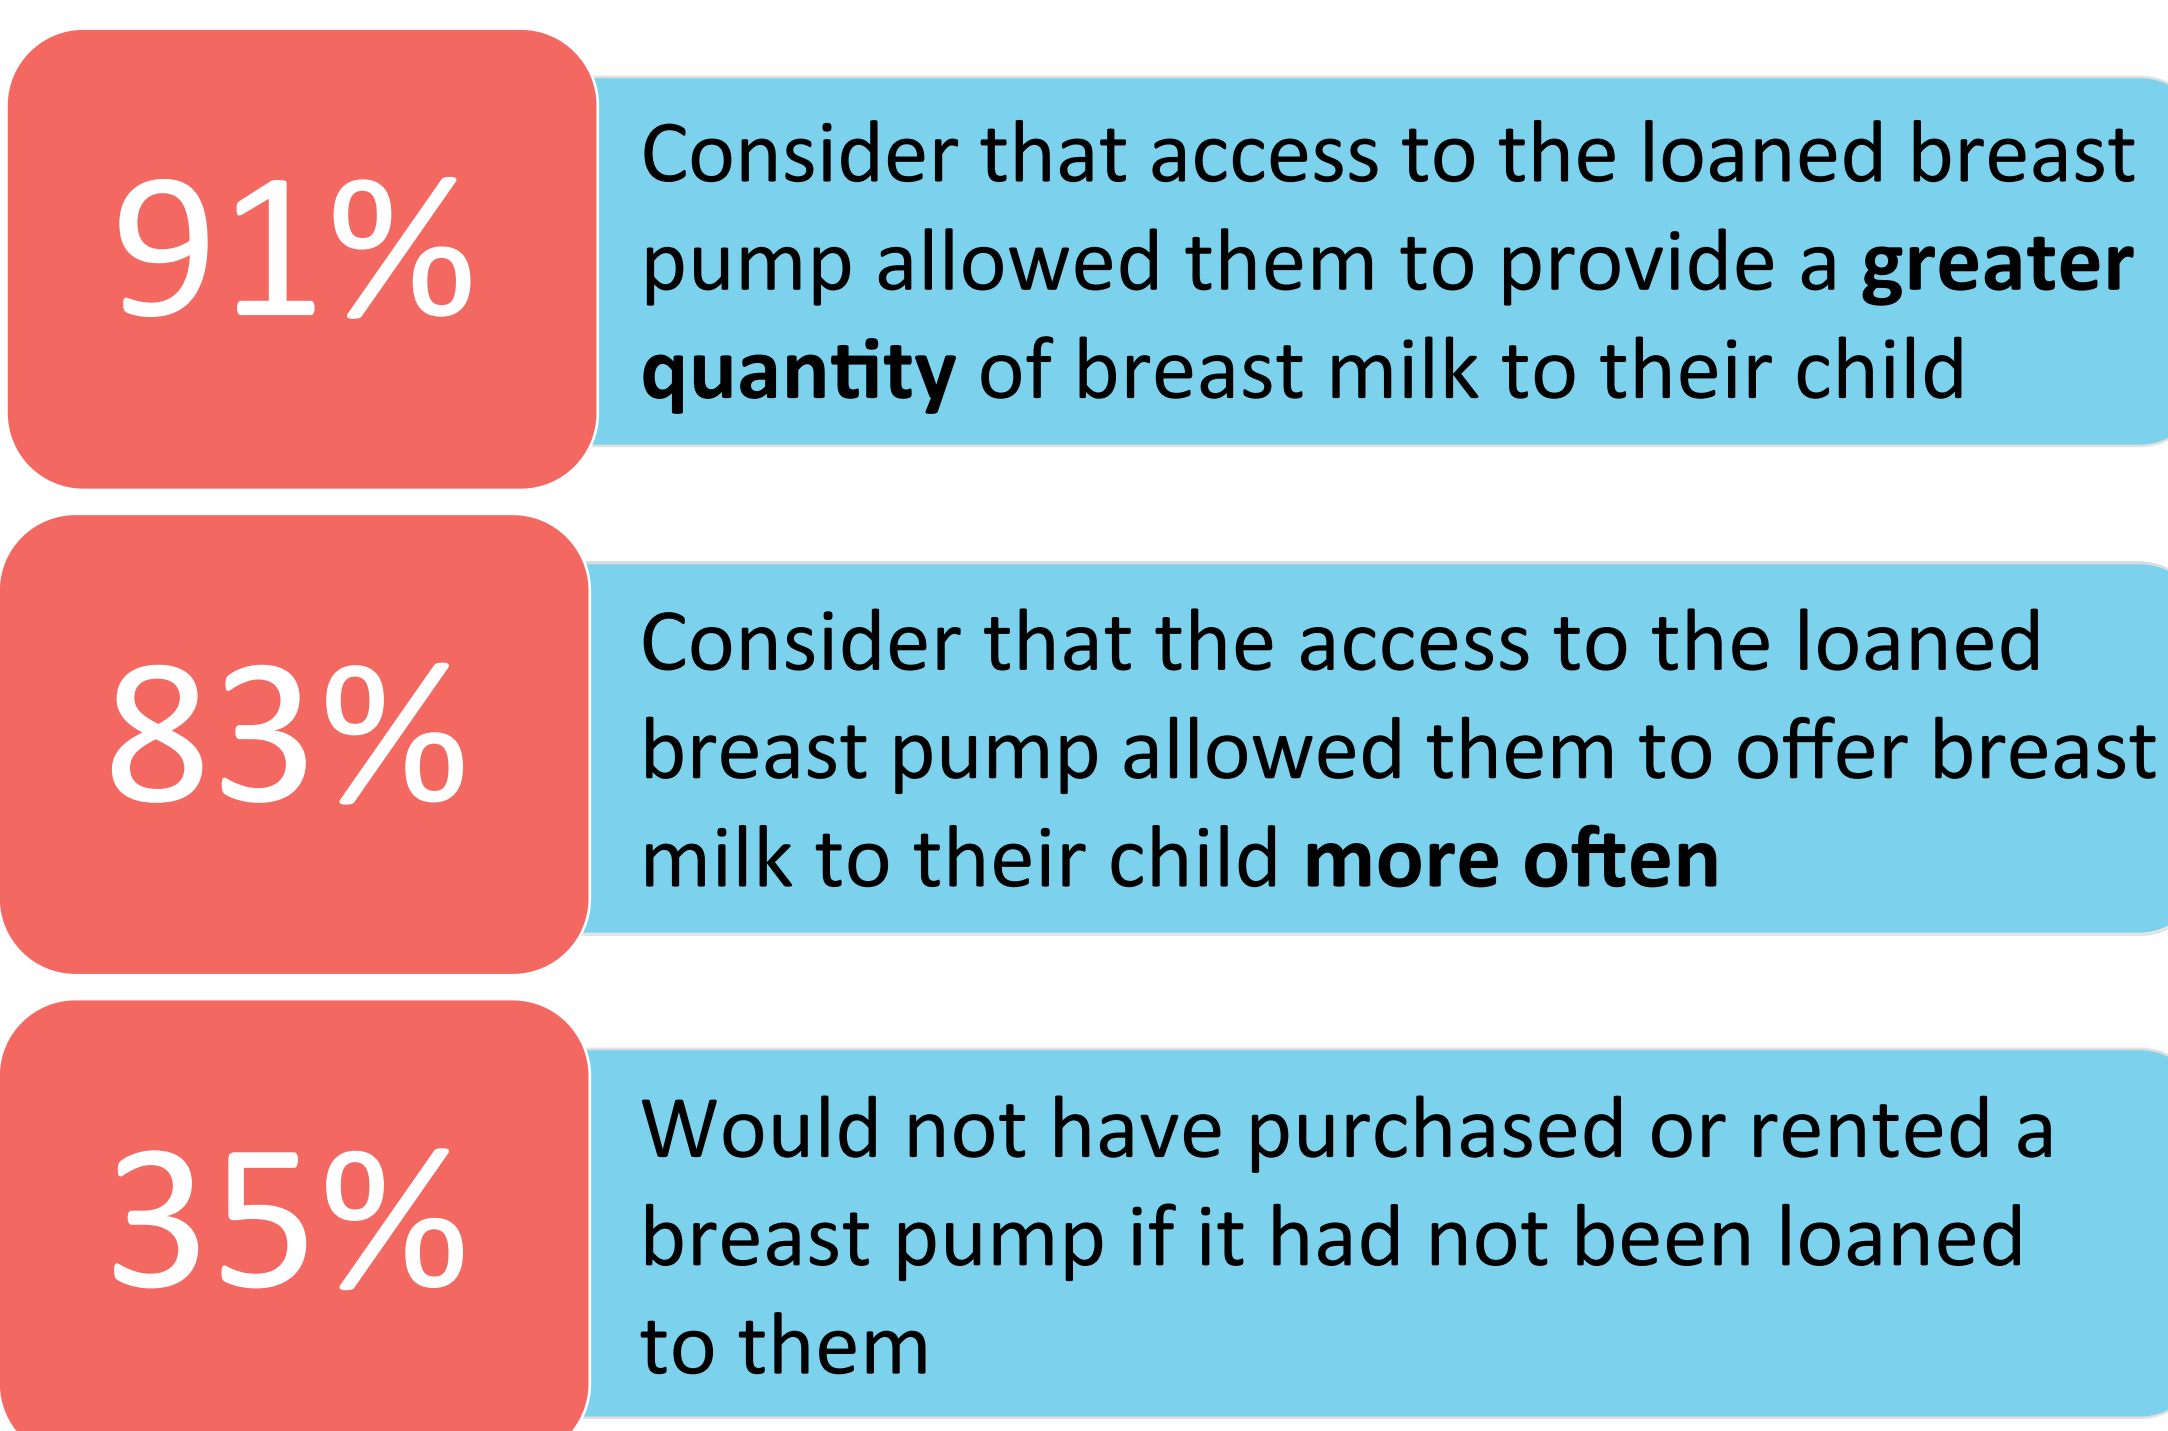 91%
Consider that access to the loaned breast
pump allowed them to provide a greater
quantity of breast milk to their child
83%
Consider that the access to the loaned
breast pump allowed them to offer breast
milk to their child more often
35%
Would not have purchased or rented a
breast pump if it had not been loaned
to them